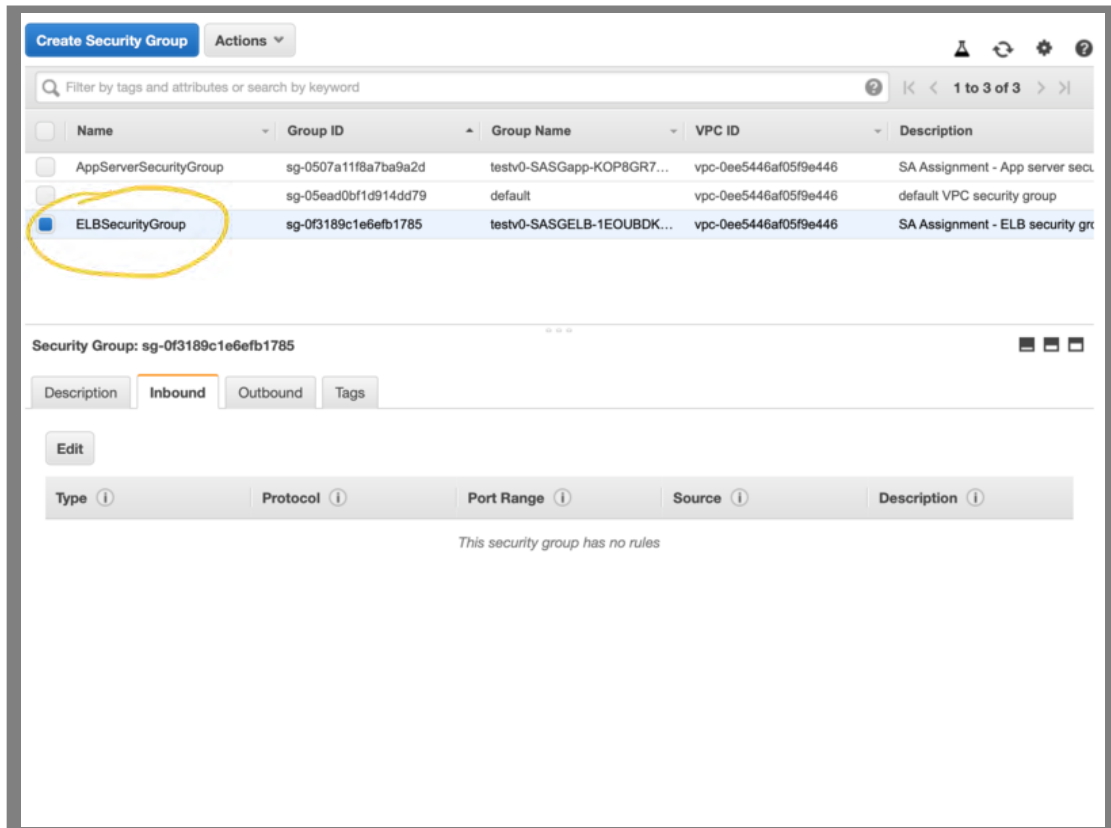 Create Security Group Actions
Filter by tags and attributes or search by keyword 1 to 3 of 3
Name Group ID Group Name VPC ID Description
AppServerSecurityGroup sg-0507a11f8a7ba9a2d testv0-SASGapp-KOP8GR7... vpc-0ee5446af05f9e446 SA Assignment - App server secu
sg-05ead0bf1d914dd79 default vpc-0ee5446af05f9e446 default VPC security group
ELBSecurityGroup sg-0f3189c1e6efb1785 testv0-SASGELB-1EOUBDK... vpc-0ee5446af05f9e446 SA Assignment - ELB security gro
Security Group: sg-0f3189c1e6efb1785
Description Inbound Outbound Tags
Edit
Type Protocol Port Range Source Description
This security group has no rules